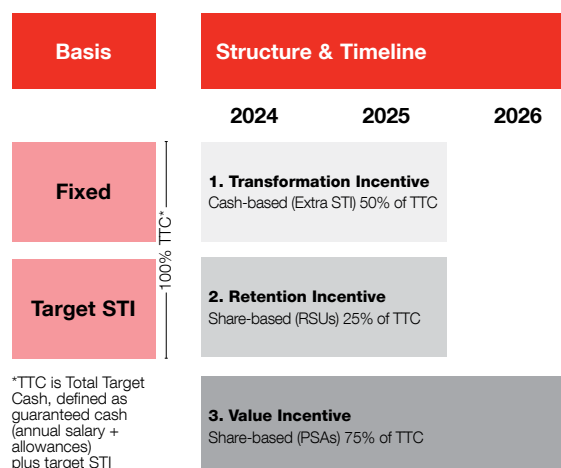 Basis
Structure & Timeline
2024 2025 2026
Fixed
100% TTC*
1. Transformation Incentive
Cash-based (Extra STI) 50% of TTC
Target STI
2. Retention Incentive
Share-based (RSUs) 25% of TTC
*TTC is Total Target
Cash, defined as
guaranteed cash
(annual salary +
allowances)
plus target STI
3. Value Incentive
Share-based (PSAs) 75% of TTC